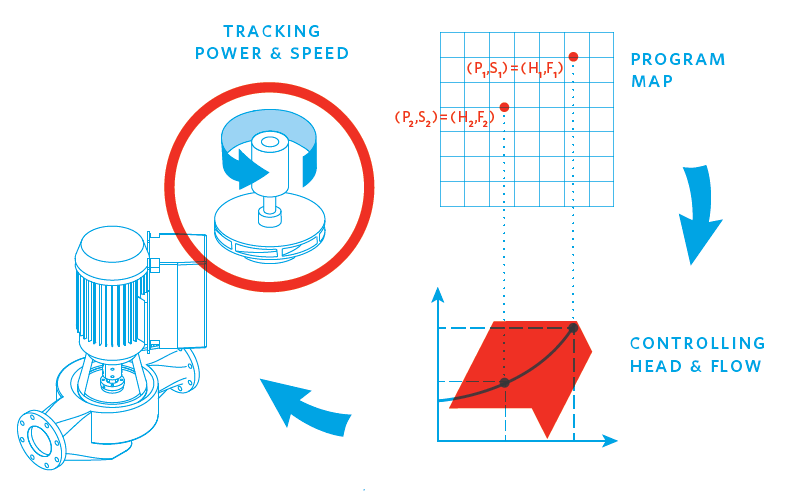 TRACKING
POWER & SPEED
PROGRAM
MAP
(P1,S1)=(H1,F1)
(P2,S2)=(H2,F2)
CONTROLLING
HEAD & FLOW